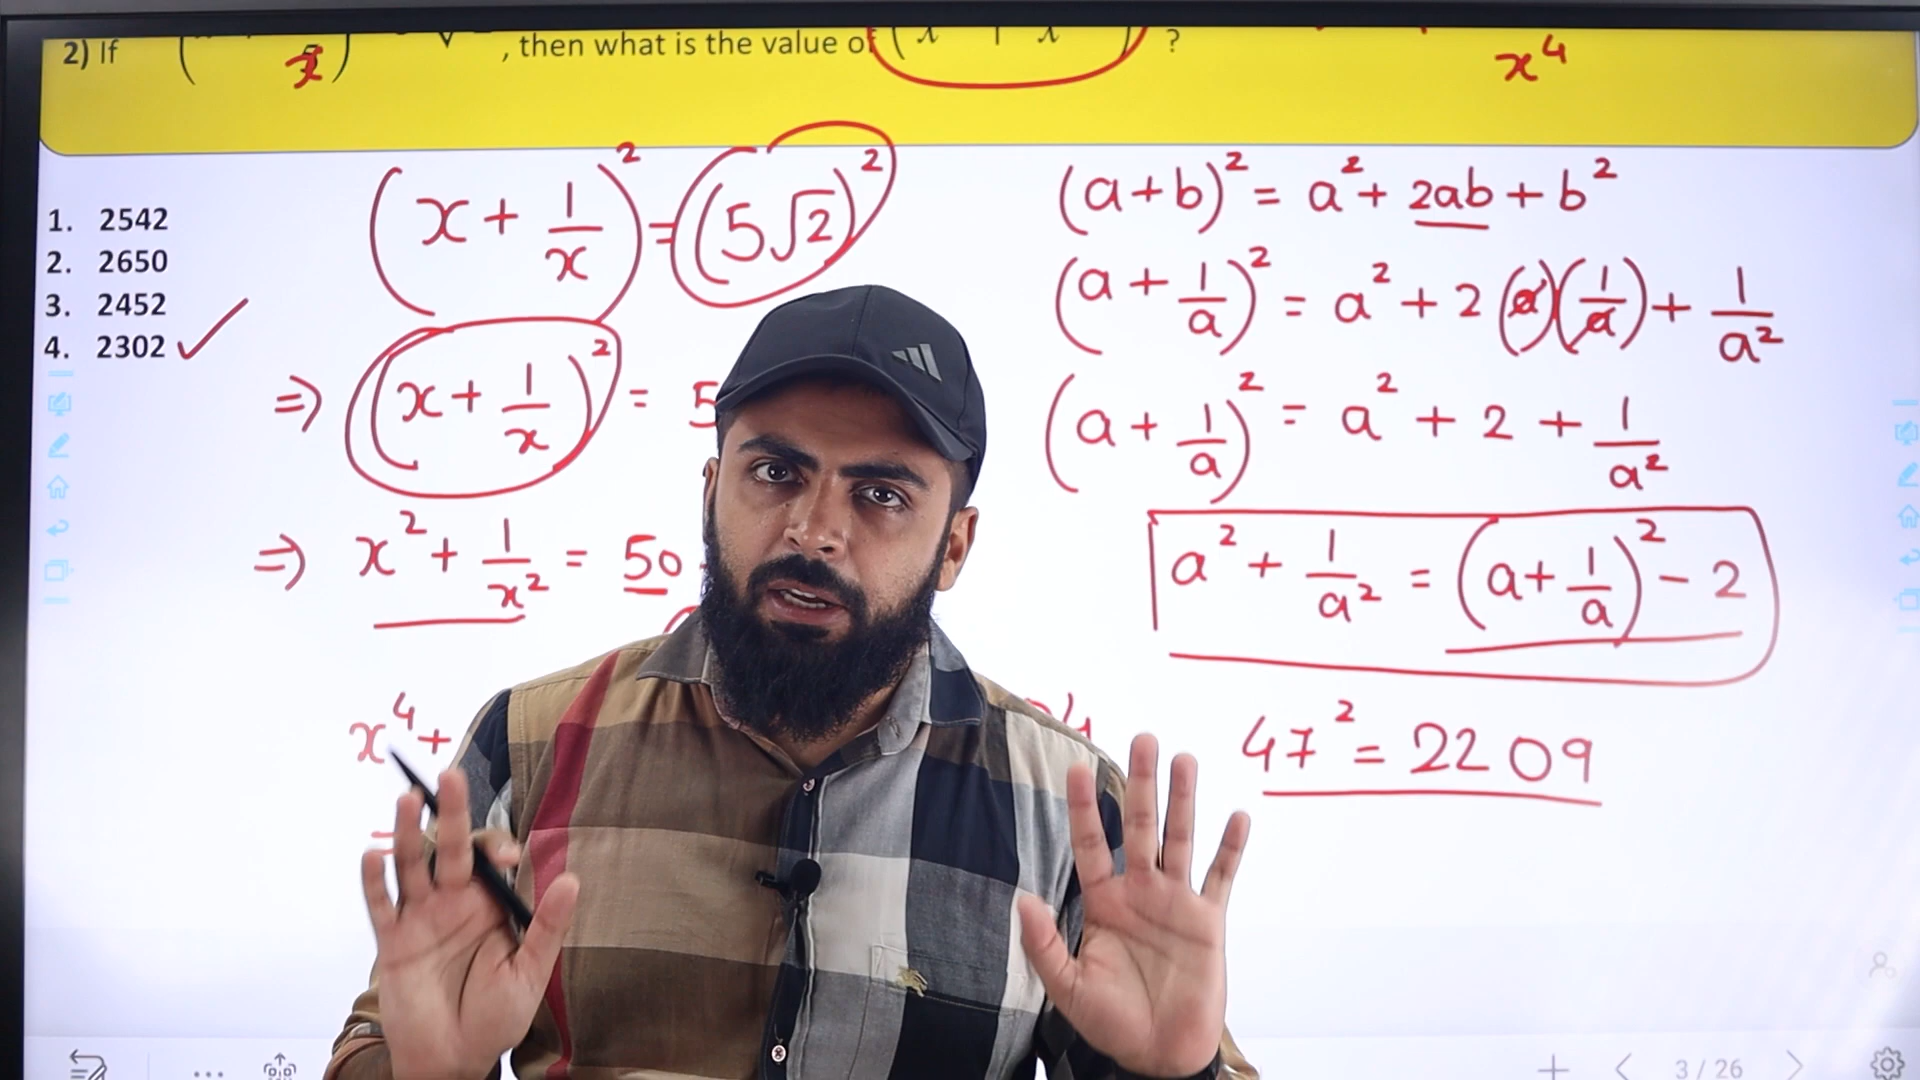 2) If ( x ) , then what is the value of ( x + x ) ?
x⁴
1. 2542
2. 2650
3. 2452
4. 2302 ✓
(x + 1/x)² = (5√2)²
⇒ (x + 1/x)² = 5
⇒ x² + 1/x² = 50
x⁴ +
(a + b)² = a² + 2ab + b²
(a + 1/a)² = a² + 2(a)(1/a) + 1/a²
(a + 1/a)² = a² + 2 + 1/a²
a² + 1/a² = (a + 1/a)² - 2
47² = 2209
3 / 26